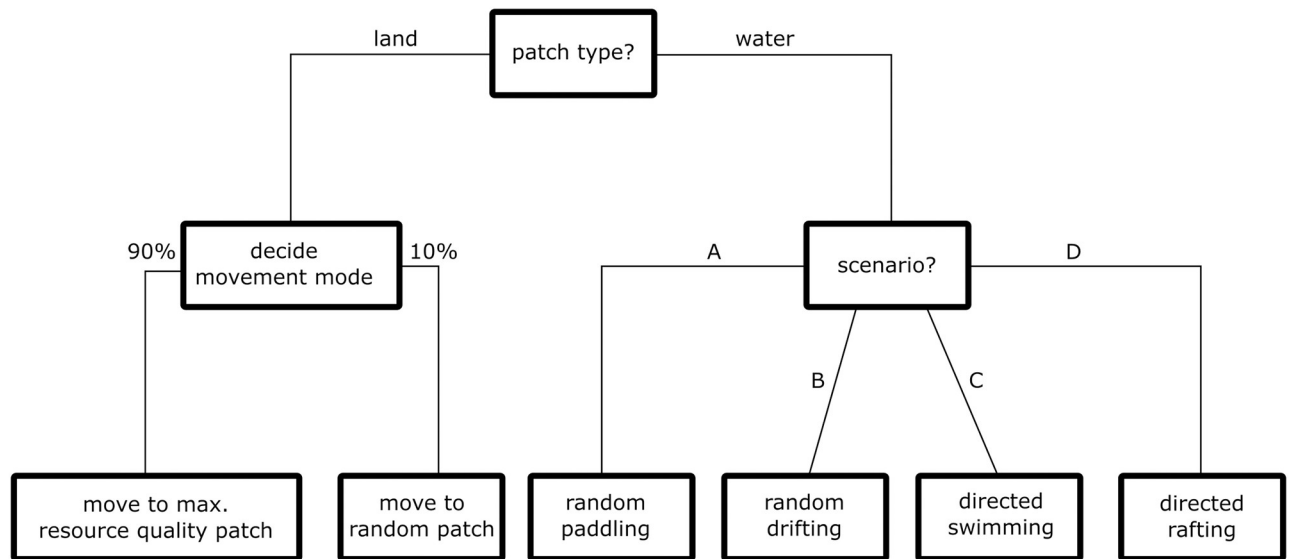 land
patch type?
water
90%
decide
movement mode
10%
A
scenario?
D
B
C
move to max.
resource quality patch
move to
random patch
random
paddling
random
drifting
directed
swimming
directed
rafting